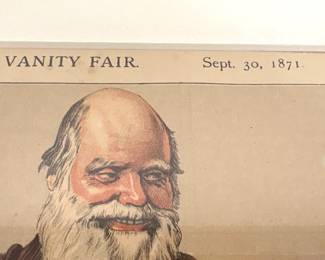 VANITY FAIR. Sept. 30, 1871.